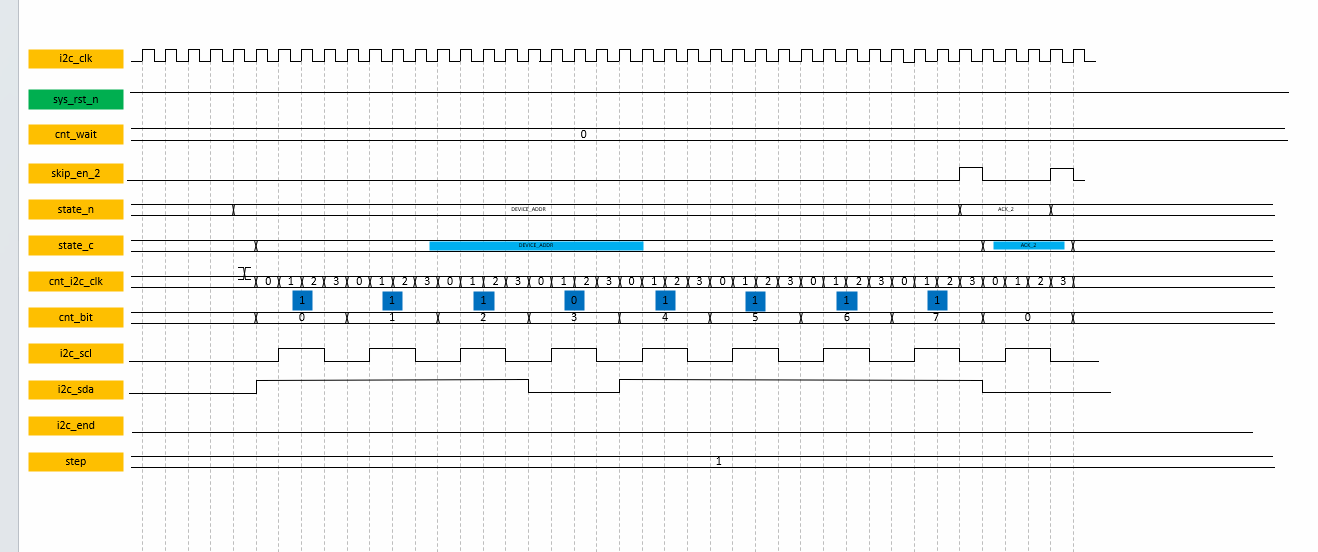 i2c_clk
sys_rst_n
cnt_wait 0
skip_en_2
state_n DEVICE_ADDR ACK_2
state_c DEVICE_ADDR ACK_2
cnt_i2c_clk 0 1 2 3 0 1 2 3 0 1 2 3 0 1 2 3 0 1 2 3 0 1 2 3 0 1 2 3 0 1 2 3 0 1 2 3
1 1 1 0 1 1 1 1
cnt_bit 0 1 2 3 4 5 6 7 0
i2c_scl
i2c_sda
i2c_end
step 1